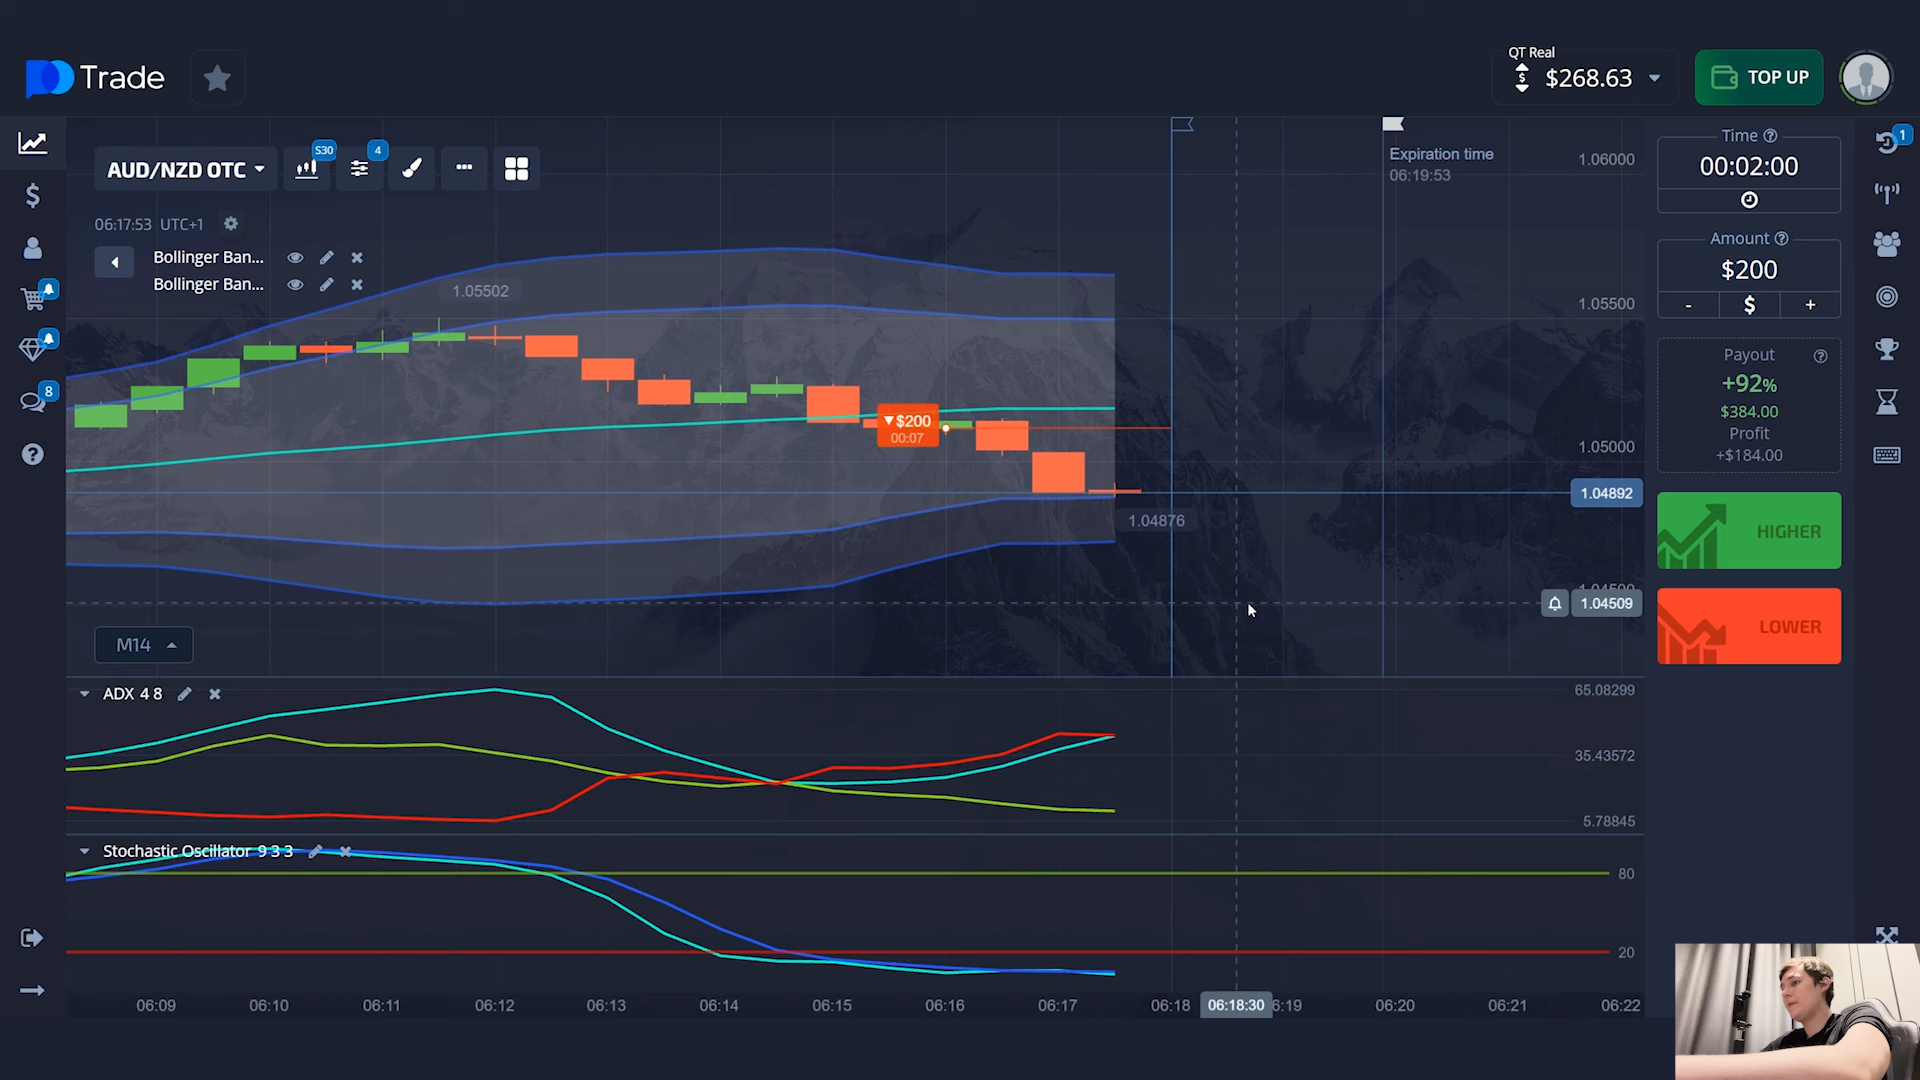 Trade
QT Real
$268.63
TOP UP
AUD/NZD OTC
S30
4
06:17:53 UTC+1
Bollinger Ban...
Bollinger Ban...
1.05502
$200
00:07
1.04876
M14
Expiration time
06:19:53
1.06000
1.05500
1.05000
1.04892
1.04500
1.04509
Time
00:02:00
Amount
$200
- $ +
Payout
+92%
$384.00
Profit
+$184.00
HIGHER
LOWER
8
1
ADX 4 8
65.08299
35.43572
5.78845
Stochastic Oscillator 9 3 3
80
20
06:09 06:10 06:11 06:12 06:13 06:14 06:15 06:16 06:17 06:18 06:18:30 6:19 06:20 06:21 06:22